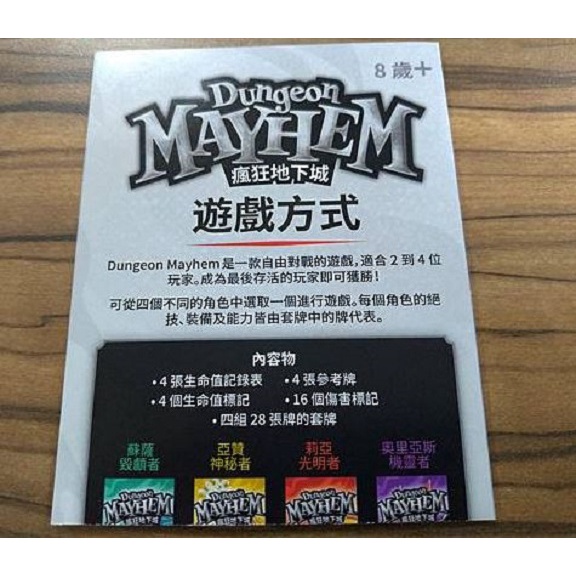 8 歲+
Dungeon
MAYHEM
瘋狂地下城
遊戲方式
Dungeon Mayhem 是一款自由對戰的遊戲，適合 2 到 4 位
玩家。成為最後存活的玩家即可獲勝！
可從四個不同的角色中選取一個進行遊戲。每個角色的絕
技、裝備及能力皆由套牌中的牌代表。
內容物
•4 張生命值記錄表 •4 張參考牌
•4 個生命值標記 •16 個傷害標記
•四組 28 張牌的套牌
蘇薩 亞贊 莉亞 奧里亞斯
毀顱者 神秘者 光明者 機靈者
Dungeon Dungeon Dungeon Dungeon
MAYHEM MAYHEM MAYHEM MAYHEM
瘋狂地下城 瘋狂地下城 瘋狂地下城 瘋狂地下城